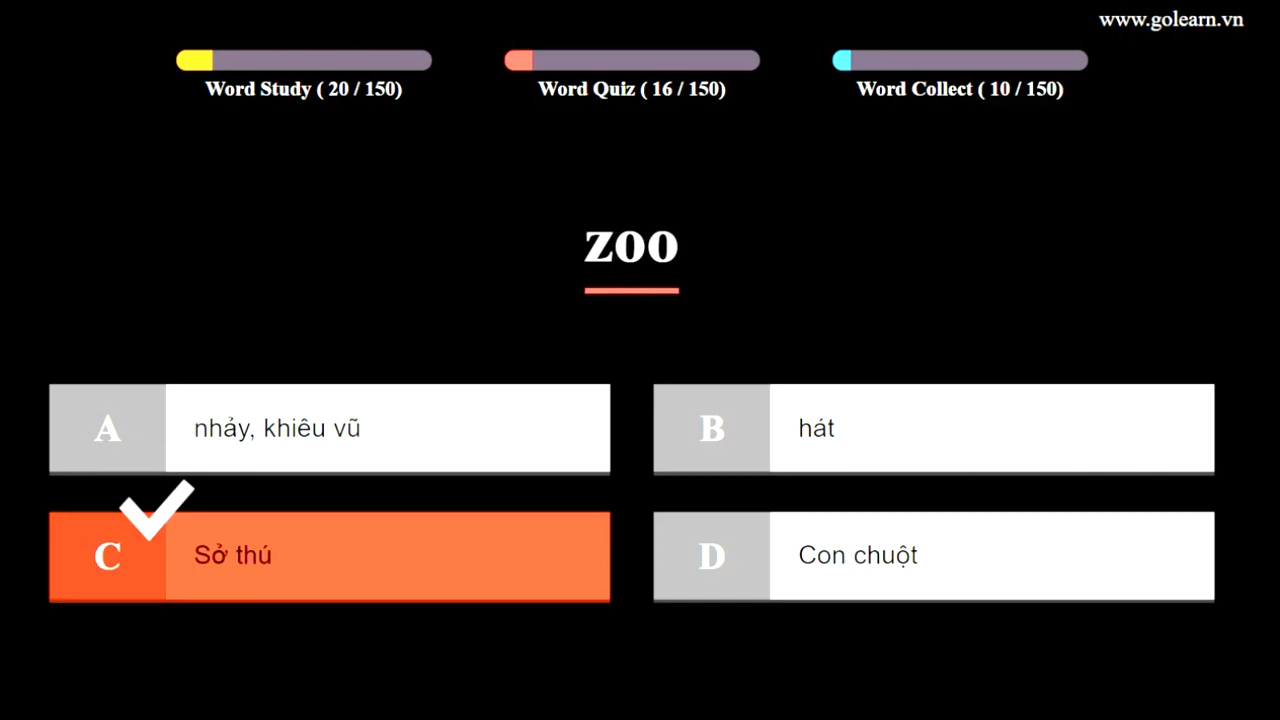 www.golearn.vn
Word Study ( 20 / 150)
Word Quiz ( 16 / 150)
Word Collect ( 10 / 150)
zoo
A nhảy, khiêu vũ
B hát
C Sở thú
D Con chuột